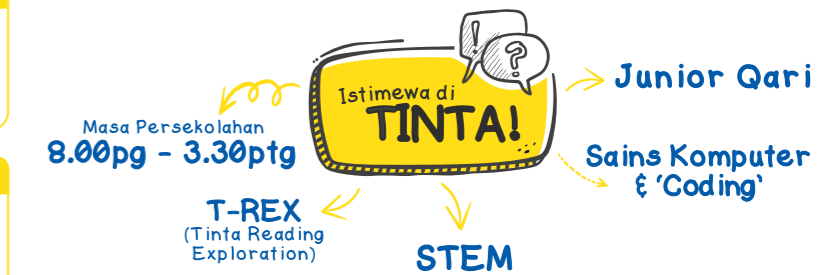 !
?
Istimewa di
TINTA!
Junior Qari
Masa Persekolahan
8.00pg - 3.30ptg
Sains Komputer
& 'Coding'
T-REX
(Tinta Reading
Exploration)
STEM